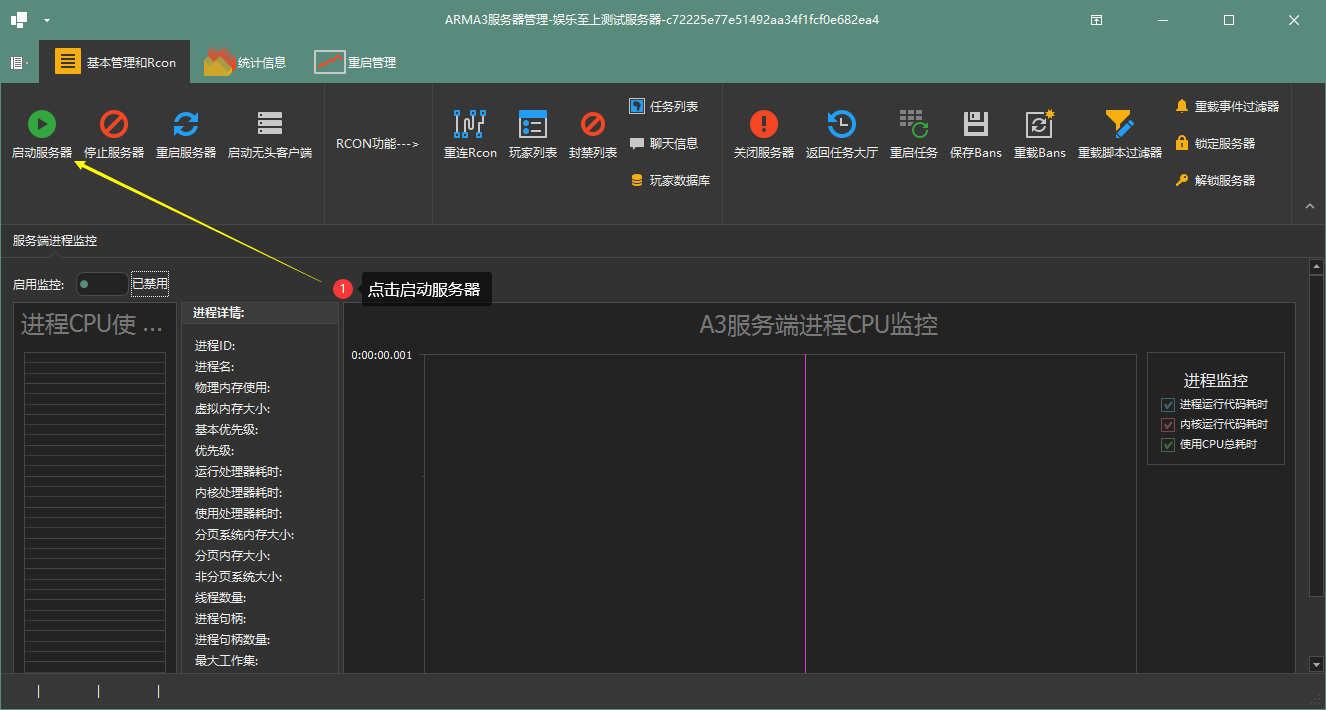 ARMA3服务器管理-娱乐至上测试服务器-c72225e77e51492aa34f1fcf0e682ea4
基本管理和Rcon
统计信息
重启管理
启动服务器
停止服务器
重启服务器
启动无头客户端
RCON功能--->
重连Rcon
玩家列表
封禁列表
任务列表
聊天信息
玩家数据库
关闭服务器
返回任务大厅
重启任务
保存Bans
重载Bans
重载脚本过滤器
重载事件过滤器
锁定服务器
解锁服务器
服务端进程监控
启用监控:
已禁用
1 点击启动服务器
进程CPU使 ...
进程详情:
进程ID:
进程名:
物理内存使用:
虚拟内存大小:
基本优先级:
优先级:
运行处理器耗时:
内核处理器耗时:
使用处理器耗时:
分页系统内存大小:
分页内存大小:
非分页系统大小:
线程数量:
进程句柄:
进程句柄数量:
最大工作集:
A3服务端进程CPU监控
0:00:00.001
进程监控
进程运行代码耗时
内核运行代码耗时
使用CPU总耗时